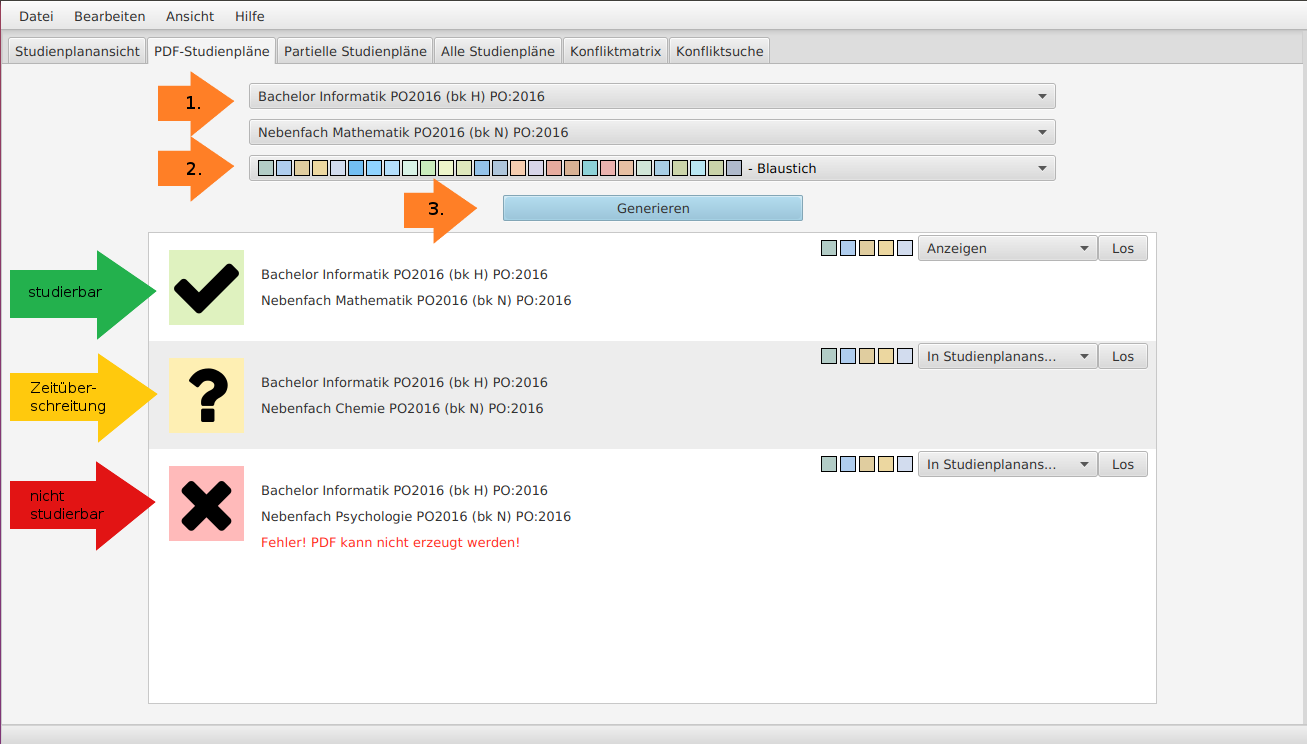 Datei Bearbeiten Ansicht Hilfe
Studienplanansicht PDF-Studienpläne Partielle Studienpläne Alle Studienpläne Konfliktmatrix Konfliktsuche
1. Bachelor Informatik PO2016 (bk H) PO:2016
Nebenfach Mathematik PO2016 (bk N) PO:2016
2. - Blaustich
3. Generieren
Anzeigen Los
studierbar
Bachelor Informatik PO2016 (bk H) PO:2016
Nebenfach Mathematik PO2016 (bk N) PO:2016
In Studienplanans... Los
Zeitüber-
schreitung
Bachelor Informatik PO2016 (bk H) PO:2016
?
Nebenfach Chemie PO2016 (bk N) PO:2016
In Studienplanans... Los
nicht
studierbar
Bachelor Informatik PO2016 (bk H) PO:2016
Nebenfach Psychologie PO2016 (bk N) PO:2016
Fehler! PDF kann nicht erzeugt werden!